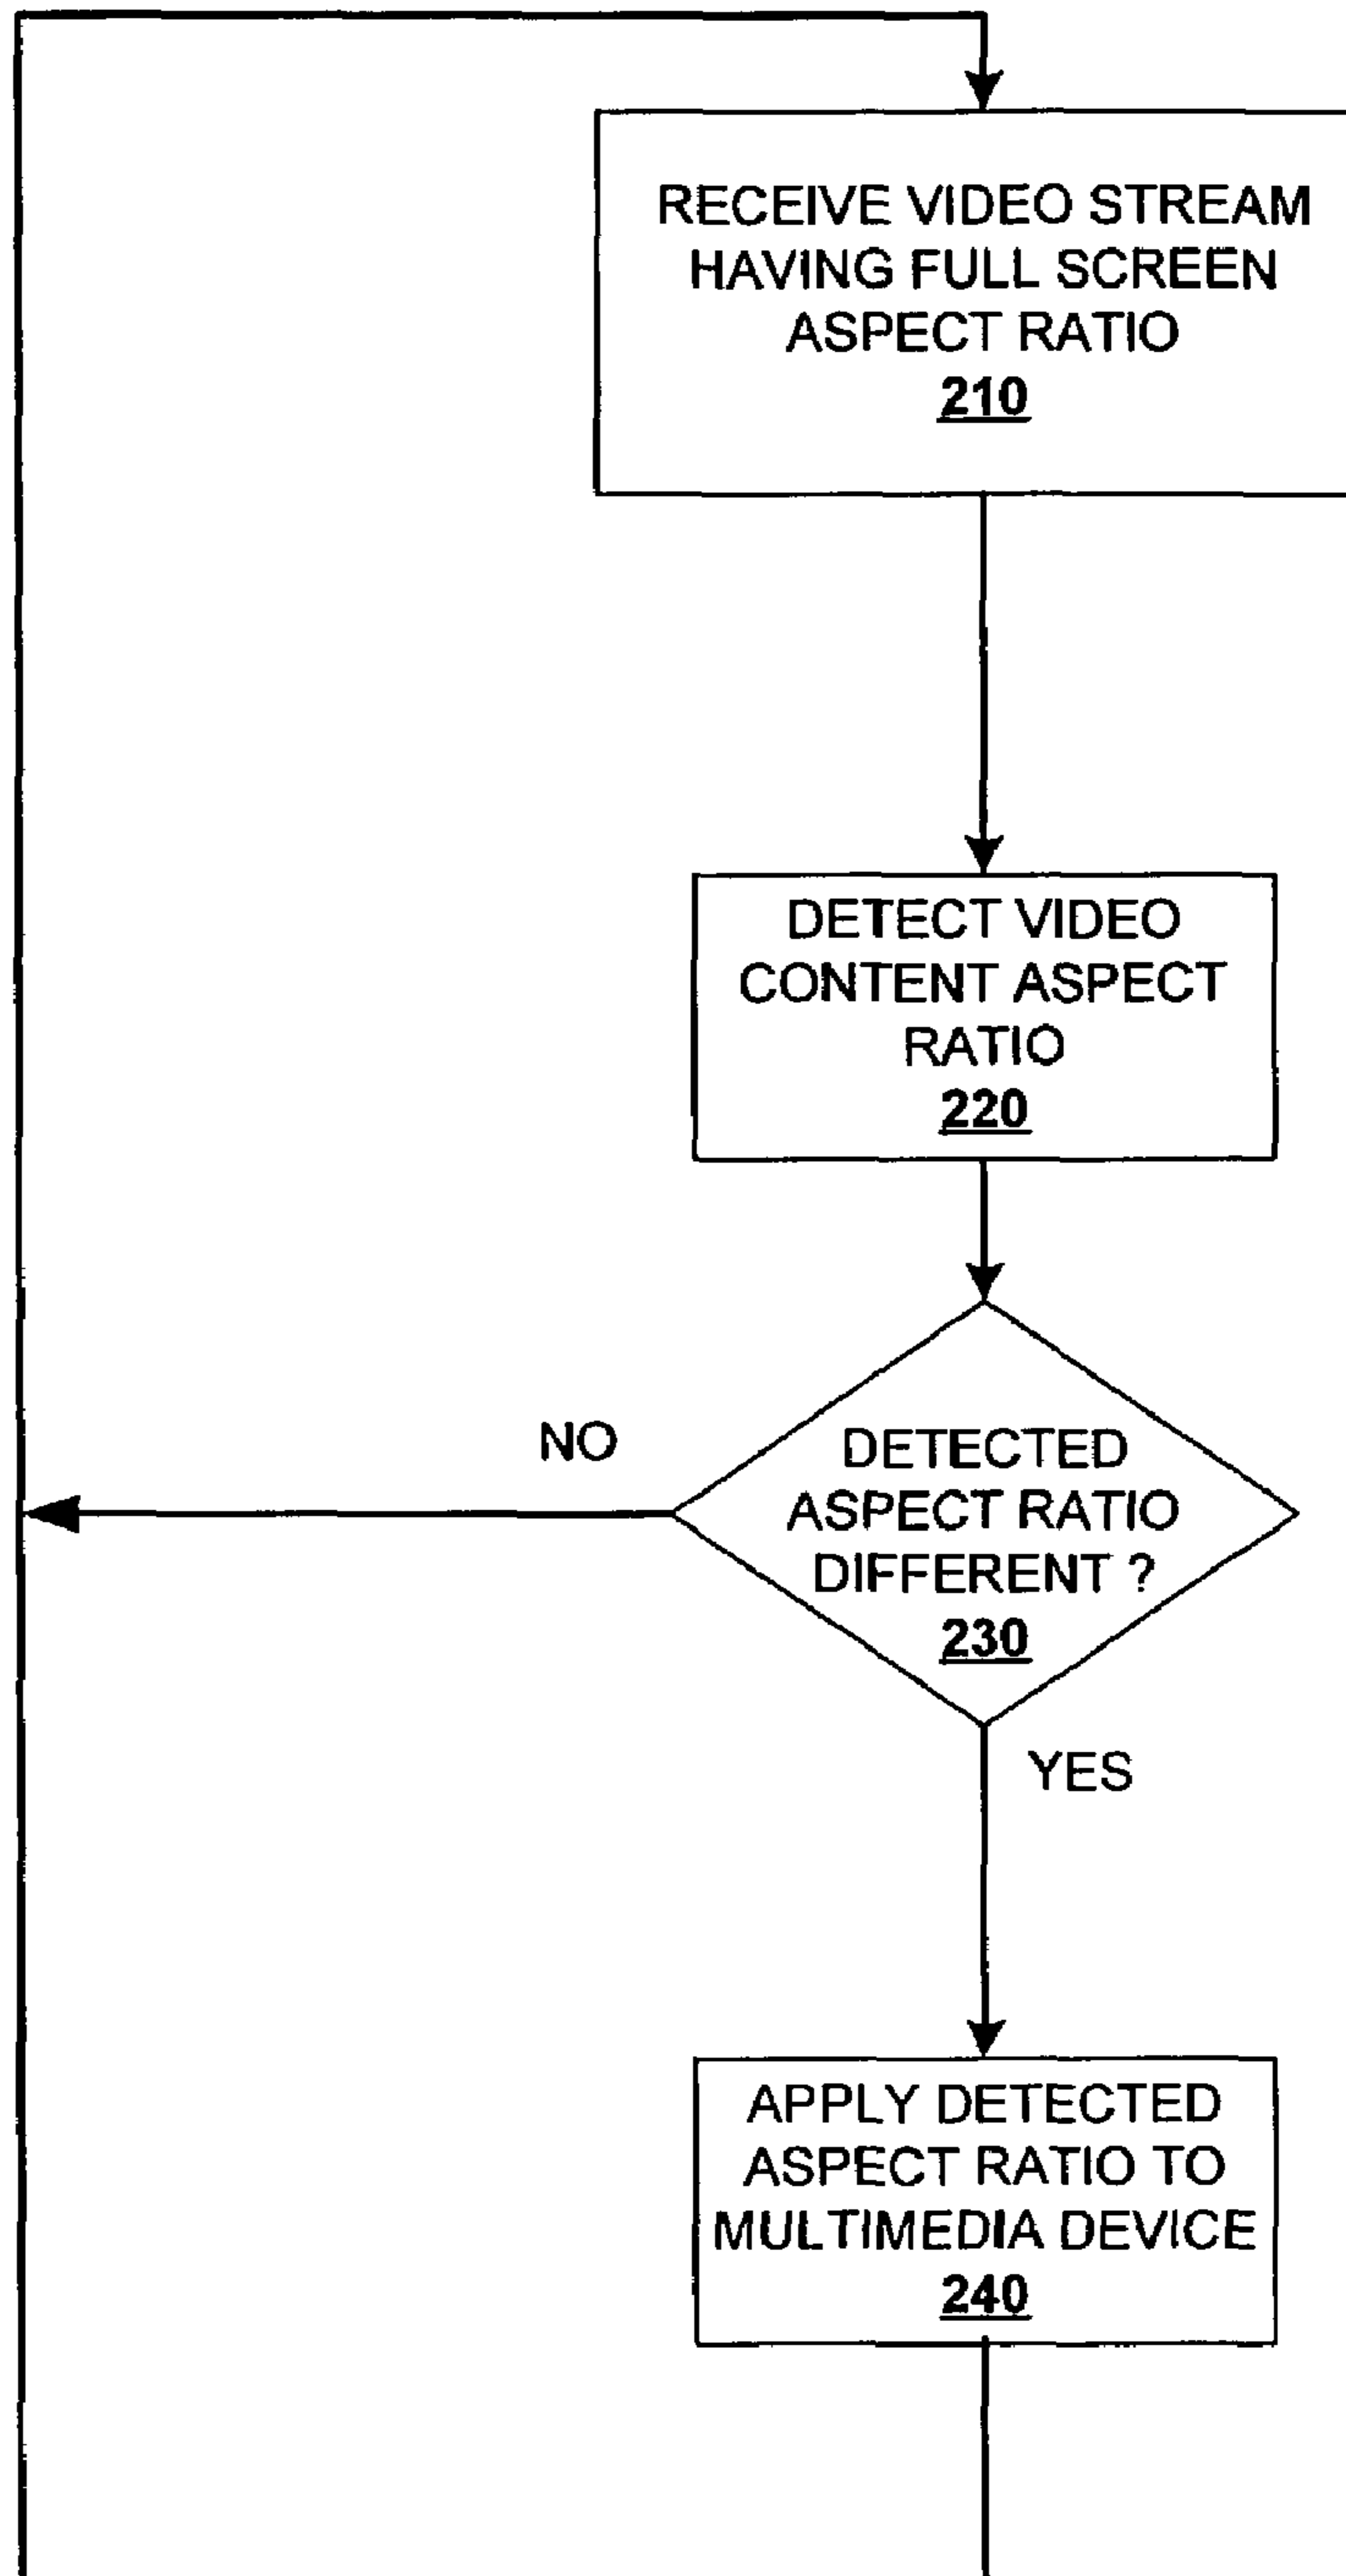 RECEIVE VIDEO STREAM
HAVING FULL SCREEN
ASPECT RATIO
210
DETECT VIDEO
CONTENT ASPECT
RATIO
220
NO
DETECTED
ASPECT RATIO
DIFFERENT ?
230
YES
APPLY DETECTED
ASPECT RATIO TO
MULTIMEDIA DEVICE
240